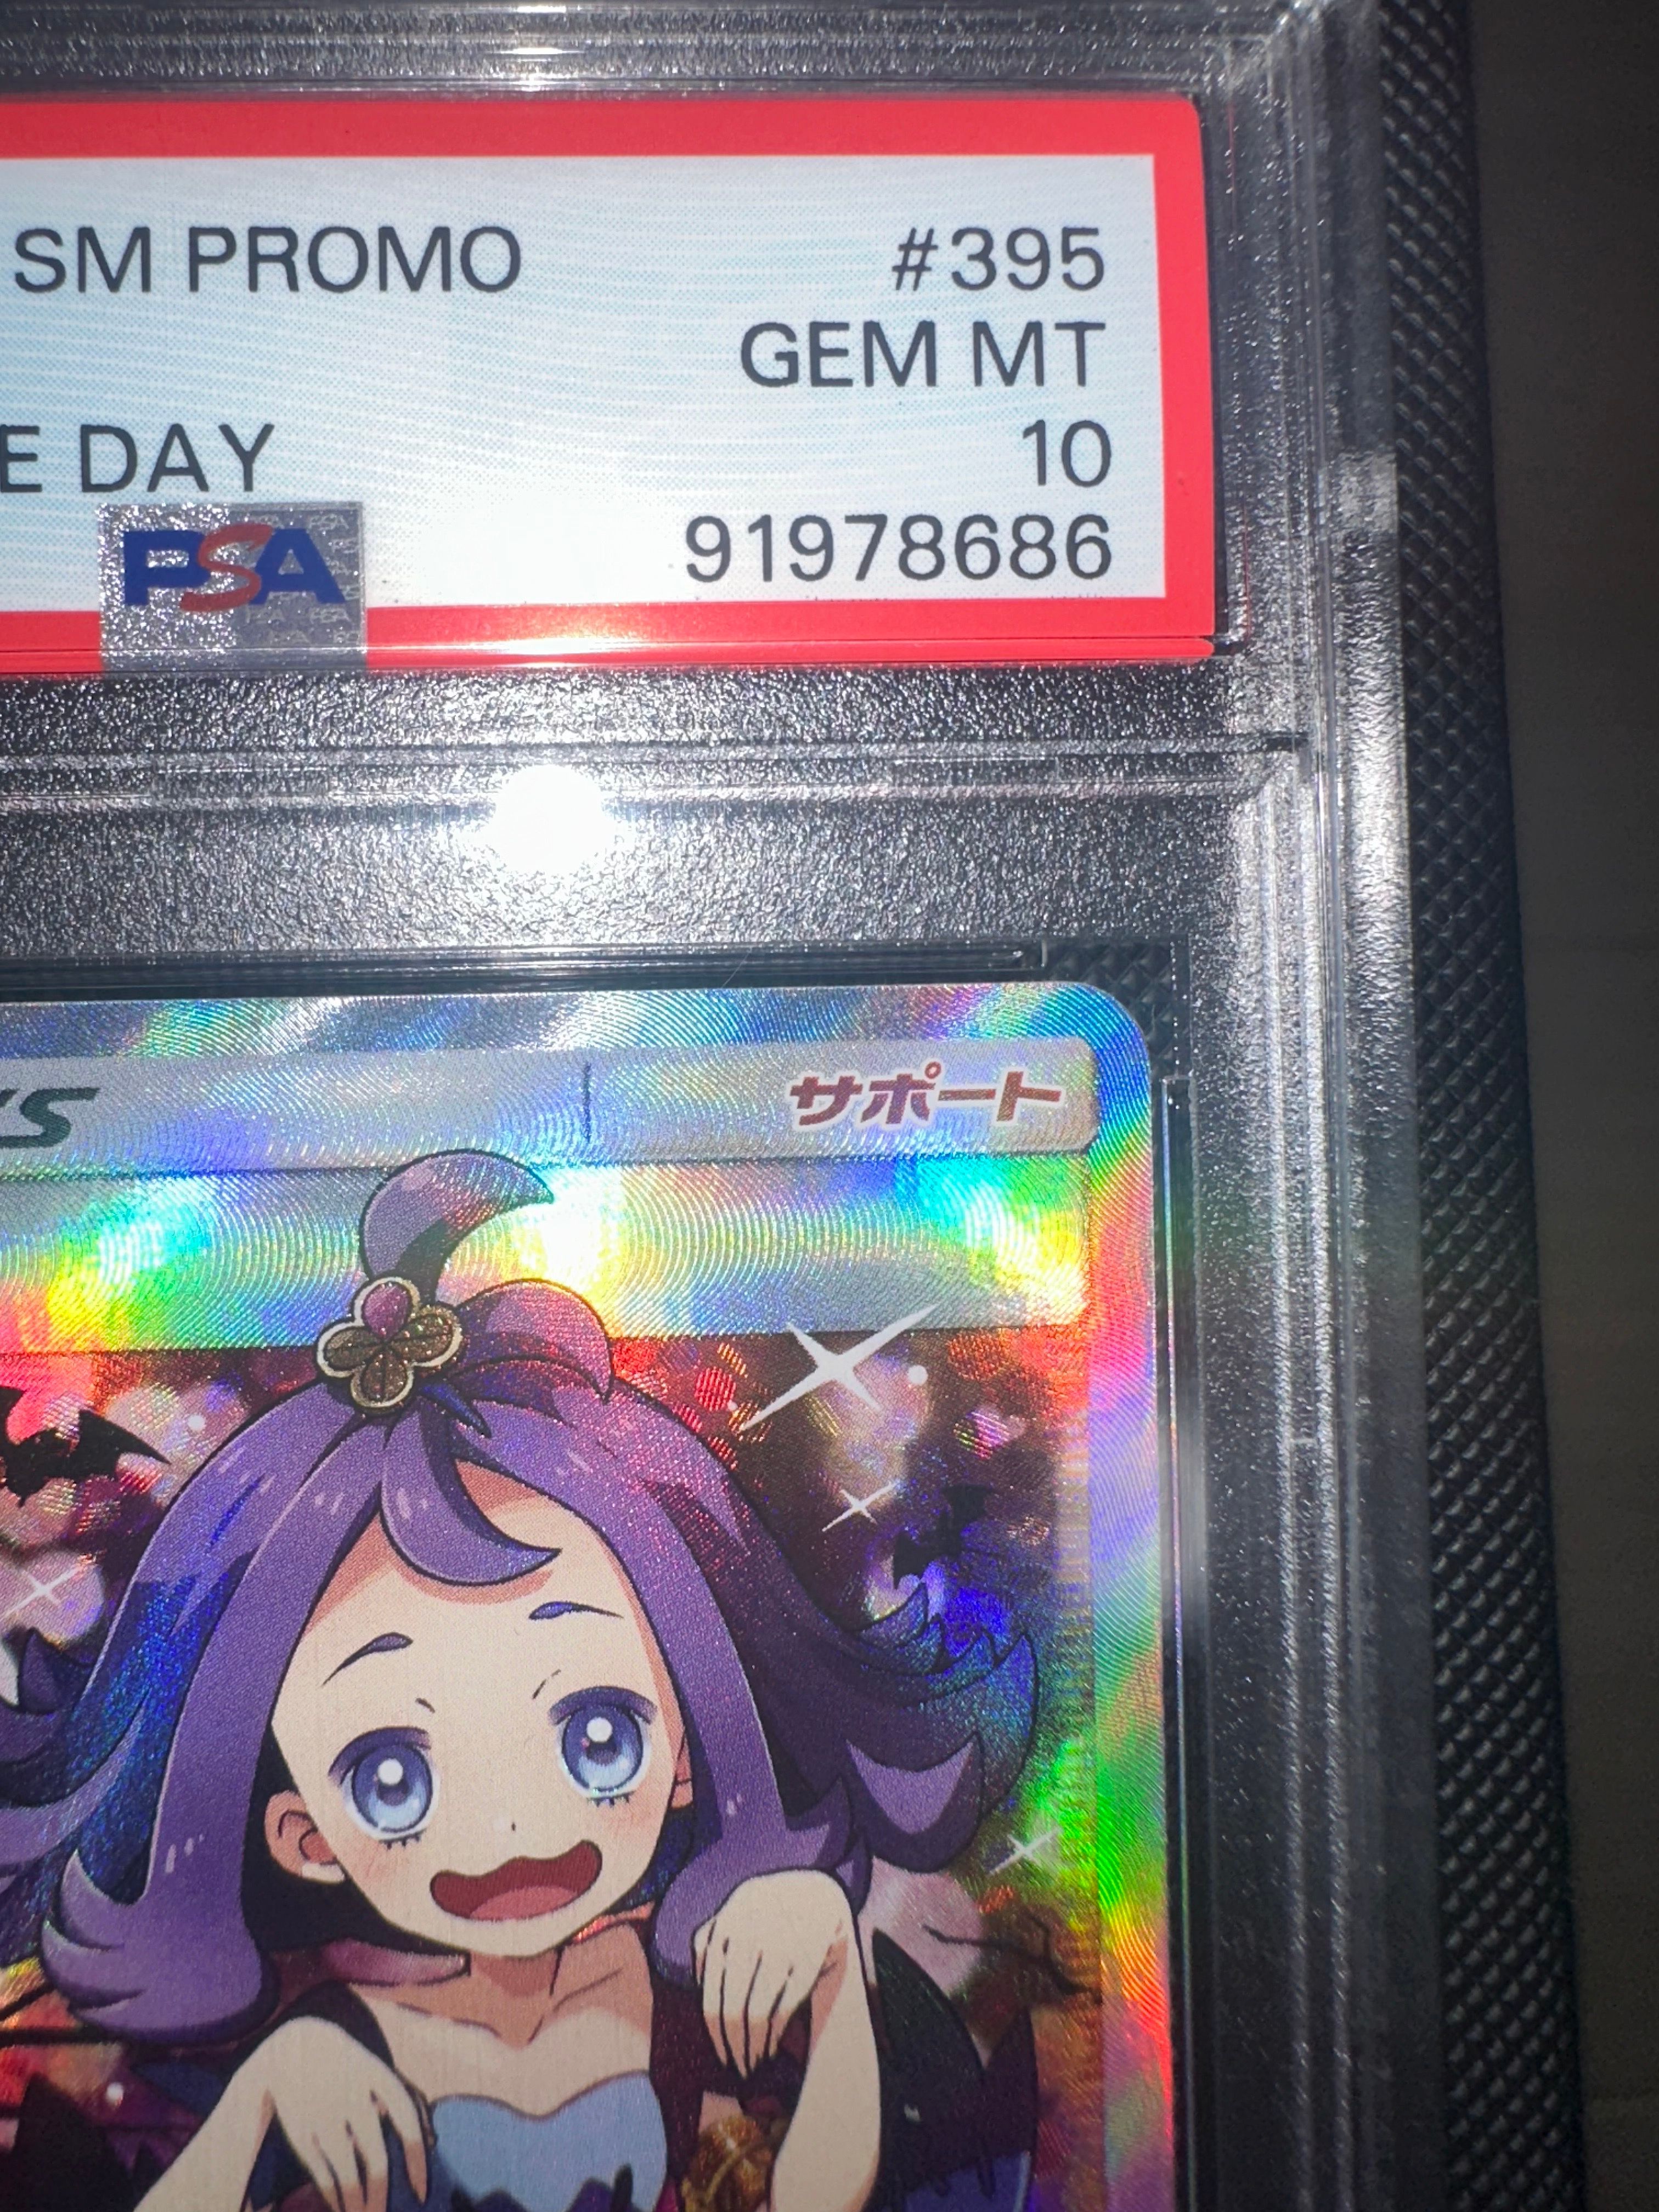 SM PROMO #395
GEM MT
E DAY 10
PSA 91978686
サポート